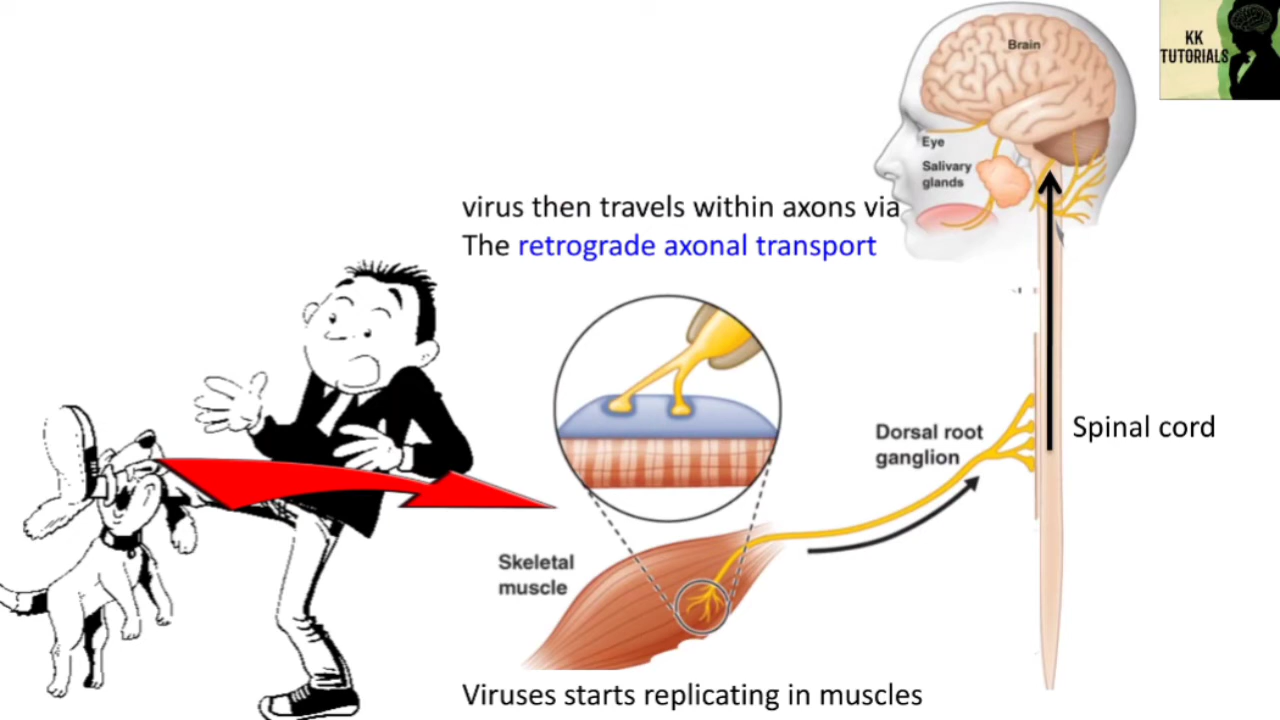 KK
TUTORIALS
Brain
Eye
Salivary
glands
virus then travels within axons via
The retrograde axonal transport
Dorsal root
ganglion
Spinal cord
Skeletal
muscle
Viruses starts replicating in muscles